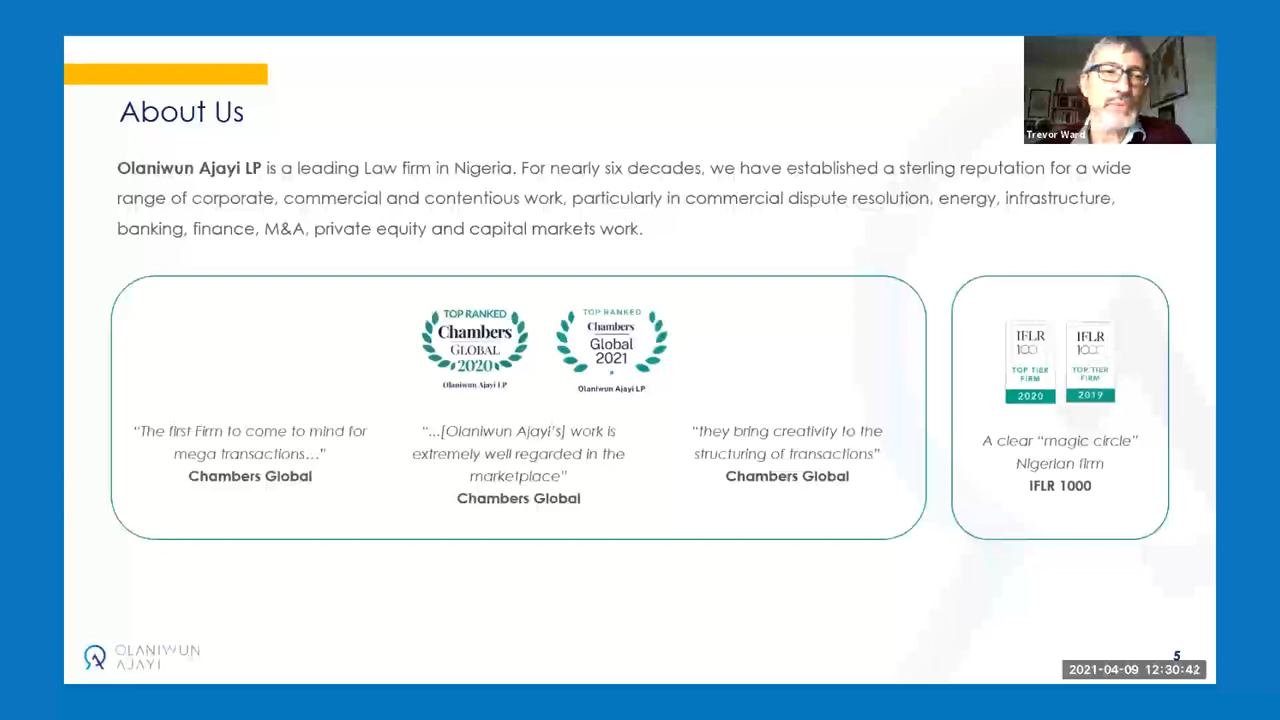 About Us
Trevor Ward
Olaniwun Ajayi LP is a leading Law firm in Nigeria. For nearly six decades, we have established a sterling reputation for a wide
range of corporate, commercial and contentious work, particularly in commercial dispute resolution, energy, infrastructure,
banking, finance, M&A, private equity and capital markets work.
TOP RANKED
Chambers
GLOBAL
2020
Olaniwun Ajayi LP
TOP RANKED
Chambers
Global
2021
Olaniwun Ajayi LP
“The first Firm to come to mind for
mega transactions…”
Chambers Global
“...[Olaniwun Ajayi’s] work is
extremely well regarded in the
marketplace”
Chambers Global
“they bring creativity to the
structuring of transactions”
Chambers Global
IFLR
100
TOP TIER
FIRM
2020
IFLR
100
TOP TIER
FIRM
2019
A clear “magic circle”
Nigerian firm
IFLR 1000
OLANIWUN
AJAYI
5
2021-04-09 12:30:42